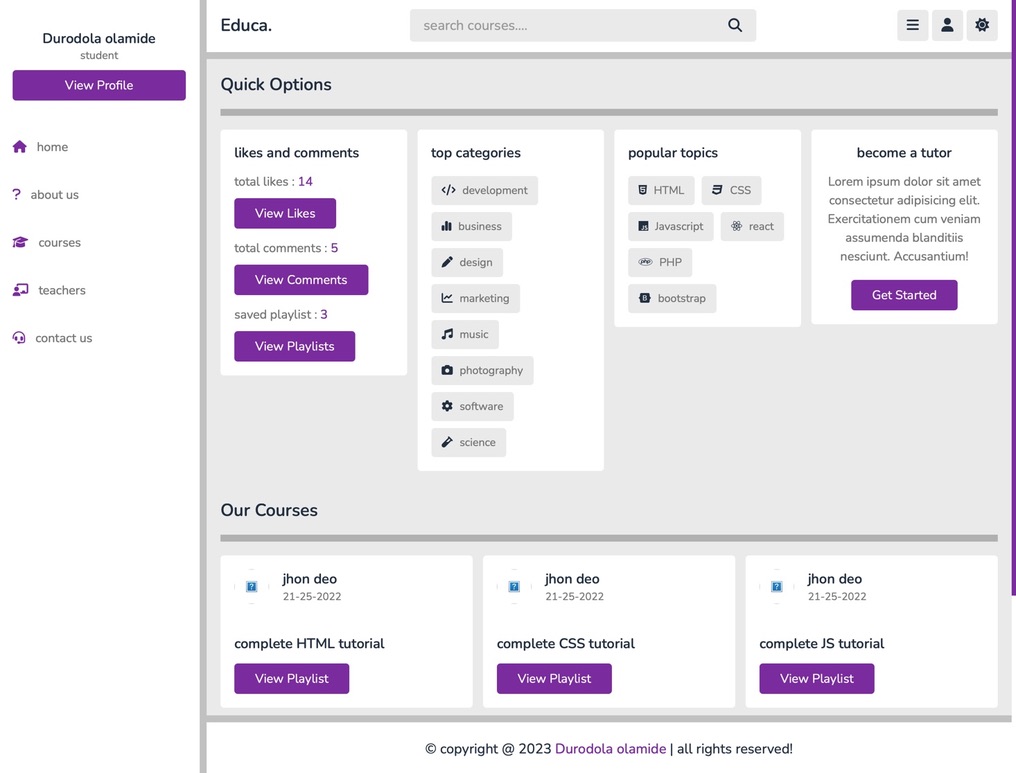 Durodola olamide
student
View Profile
home
about us
courses
teachers
contact us
Educa.
search courses....
Quick Options
likes and comments
total likes : 14
View Likes
total comments : 5
View Comments
saved playlist : 3
View Playlists
top categories
development
business
design
marketing
music
photography
software
science
popular topics
HTML
CSS
Javascript
react
PHP
bootstrap
become a tutor
Lorem ipsum dolor sit amet
consectetur adipisicing elit.
Exercitationem cum veniam
assumenda blanditiis
nesciunt. Accusantium!
Get Started
Our Courses
jhon deo
21-25-2022
complete HTML tutorial
View Playlist
jhon deo
21-25-2022
complete CSS tutorial
View Playlist
jhon deo
21-25-2022
complete JS tutorial
View Playlist
© copyright @ 2023 Durodola olamide | all rights reserved!